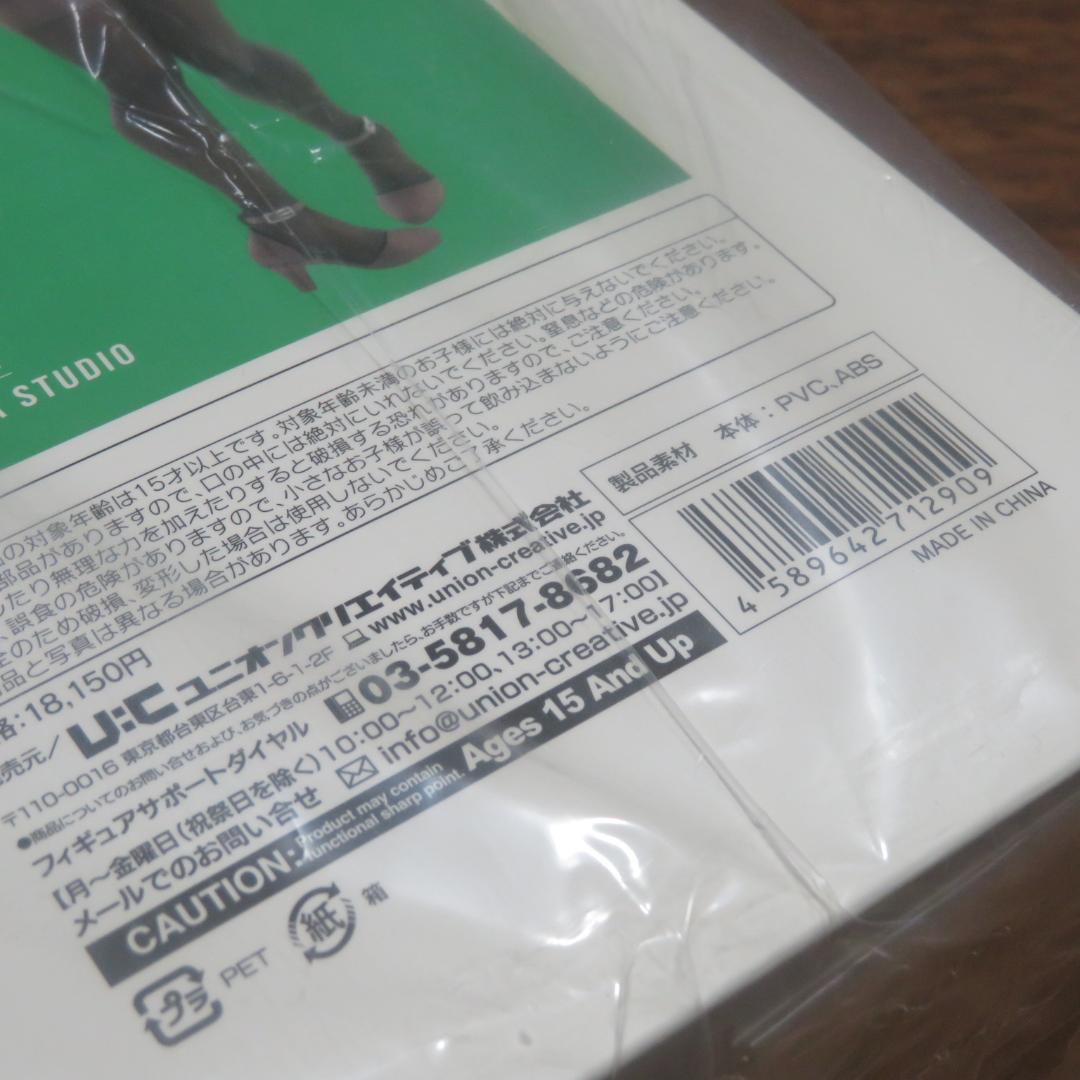 STUDIO
の対象年齢は15才以上です。対象年齢未満のお子様には絶対に与えないでください。
部品がありますので、口の中には絶対にいれないでください。窒息などの危険があります。
したり無理な力を加えたりすると破損する恐れがありますので、ご注意ください。
誤食の危険がありますので、小さなお子様が誤って飲み込まないようにご注意ください。
全のため破損、変形した場合は使用しないでください。
品と写真は異なる場合があります。あらかじめご了承ください。
製品素材 本体：PVC、ABS
4 589642 712909
MADE IN CHINA
格:18,150円
売元/ U:C ユニオンクリエイティブ株式会社
〒110-0016 東京都台東区台東1-6-1-2F www.union-creative.jp
●商品についてのお問い合せおよび、お気づきの点がございましたら、お手数ですが下記までご連絡ください。
フィギュアサポートダイヤル 03-5817-8682
【月〜金曜日(祝祭日を除く)10:00〜12:00、13:00〜17:00】
メールでのお問い合せ info@union-creative.jp
CAUTION: Product may contain functional sharp point. Ages 15 And Up
プラ PET 紙 箱